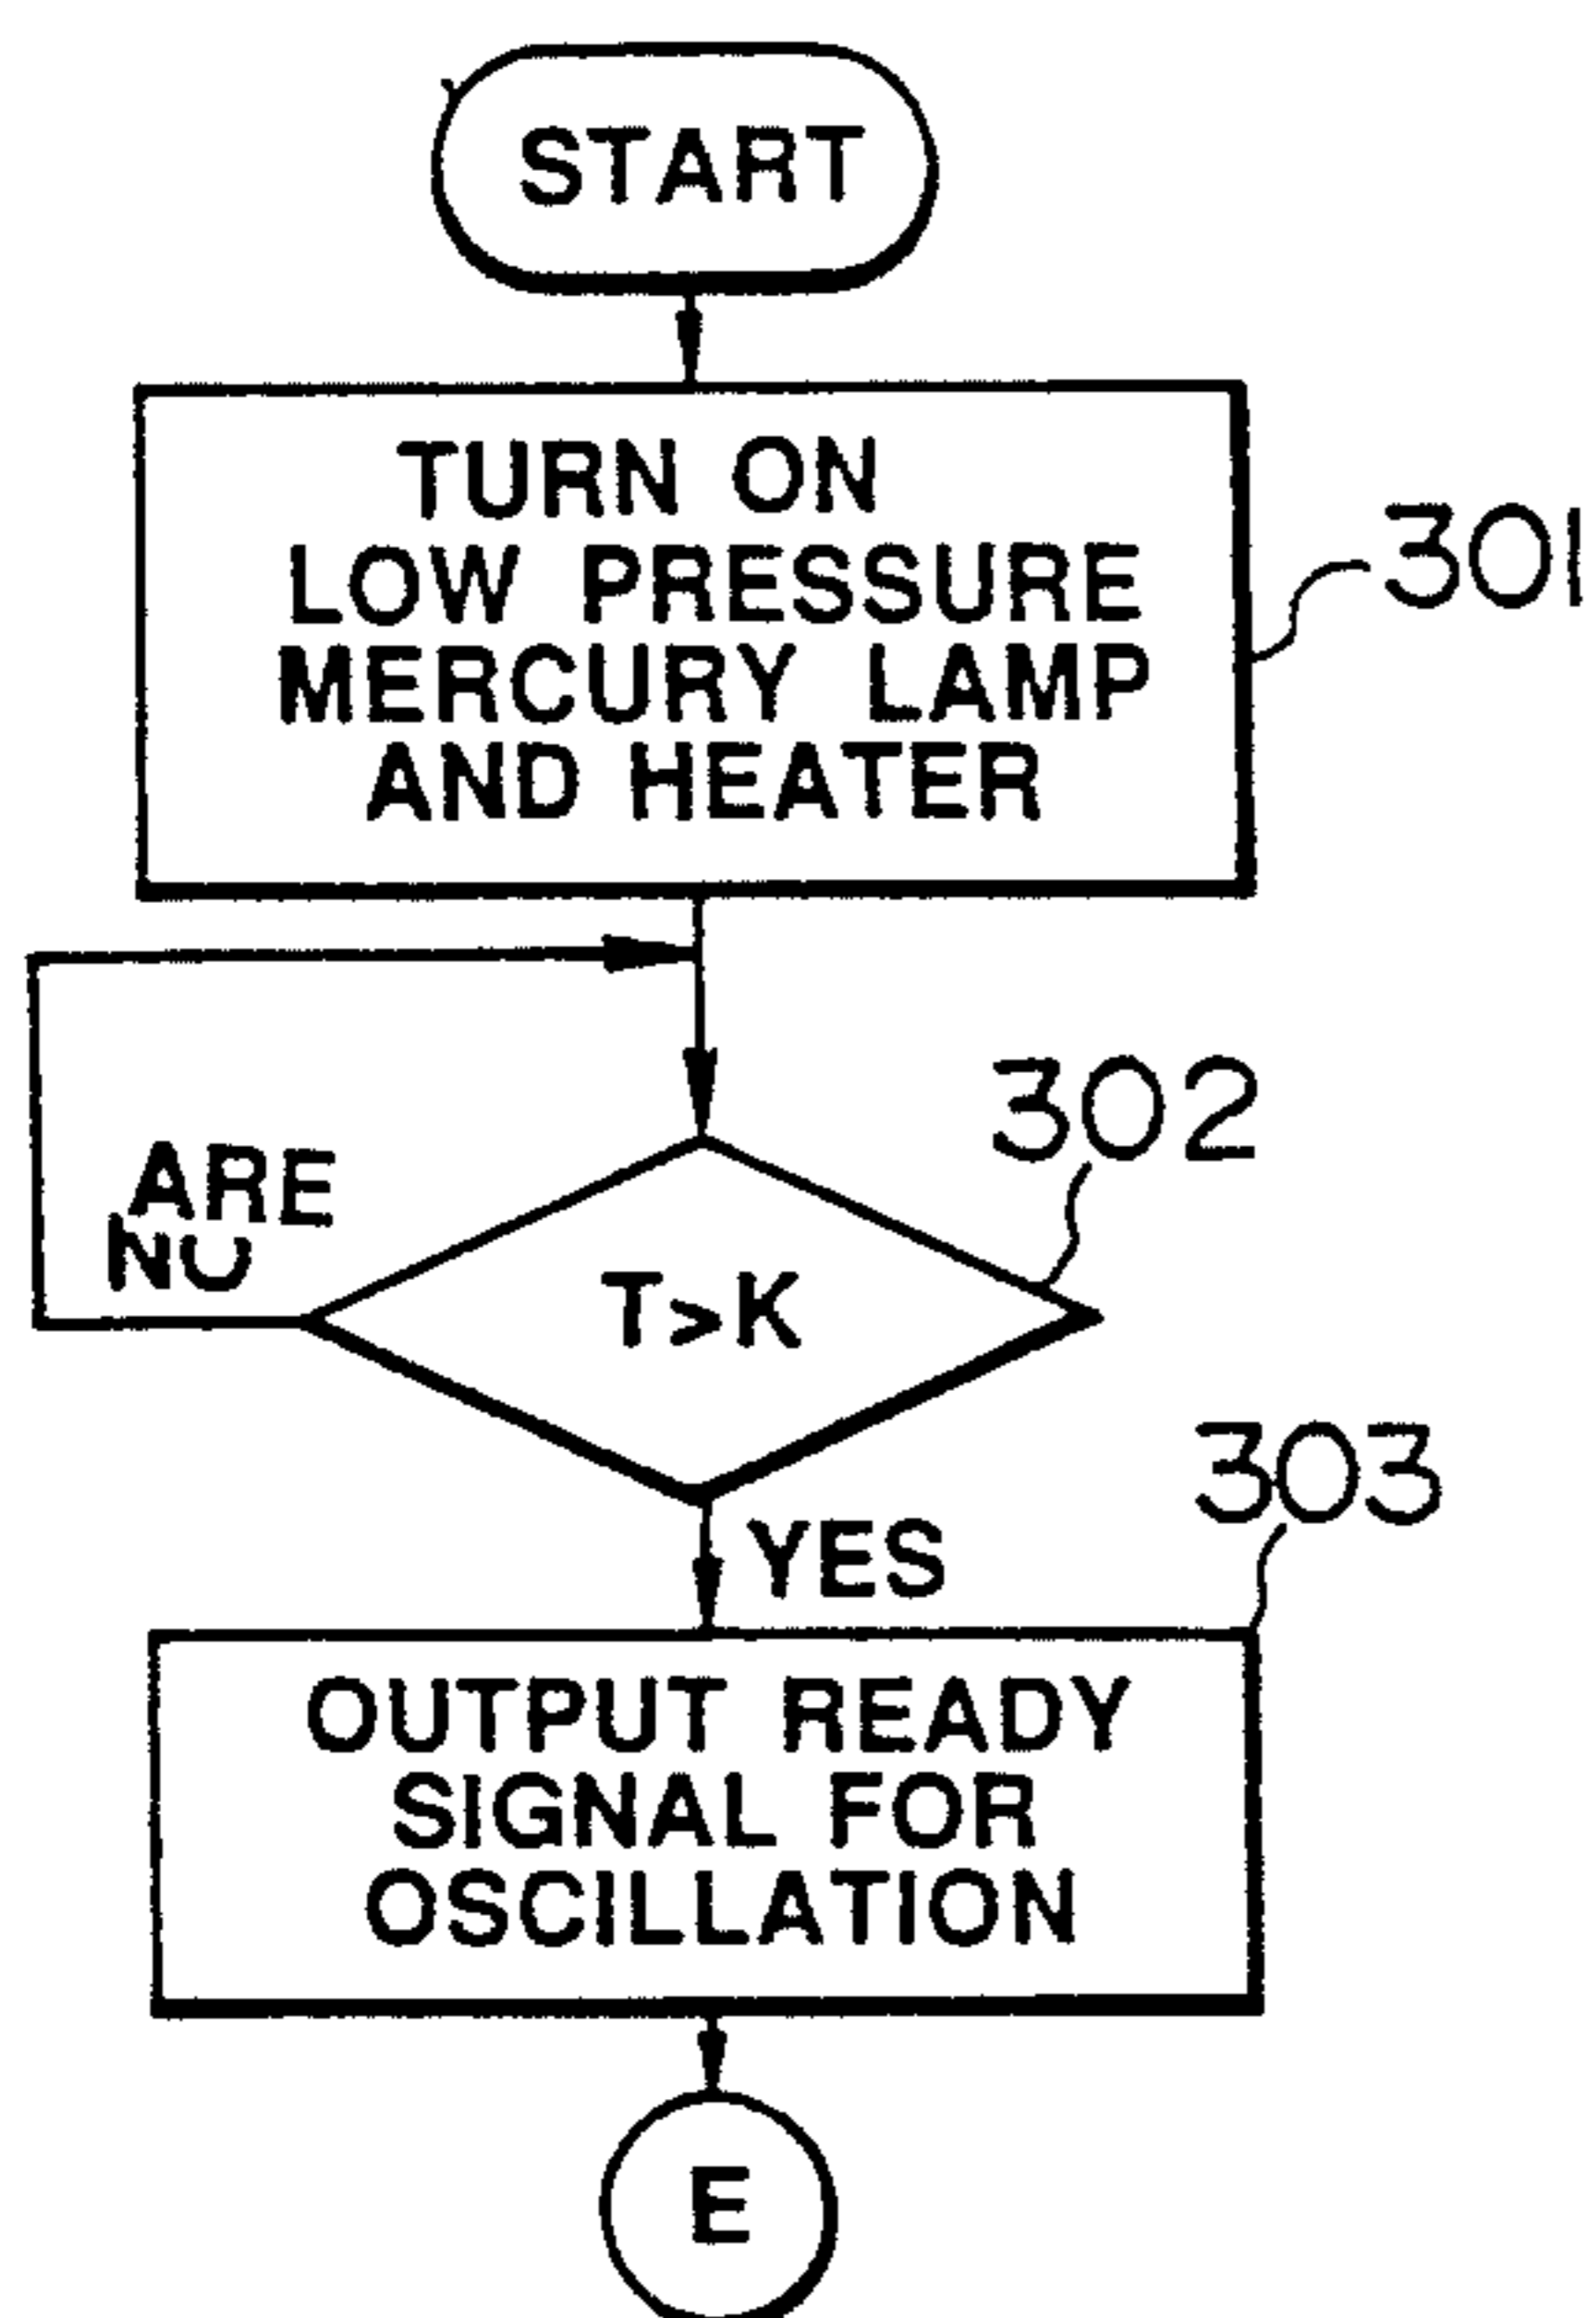 START
TURN ON
LOW PRESSURE
MERCURY LAMP
AND HEATER
301
302
ARE
NO
T>K
303
YES
OUTPUT READY
SIGNAL FOR
OSCILLATION
E